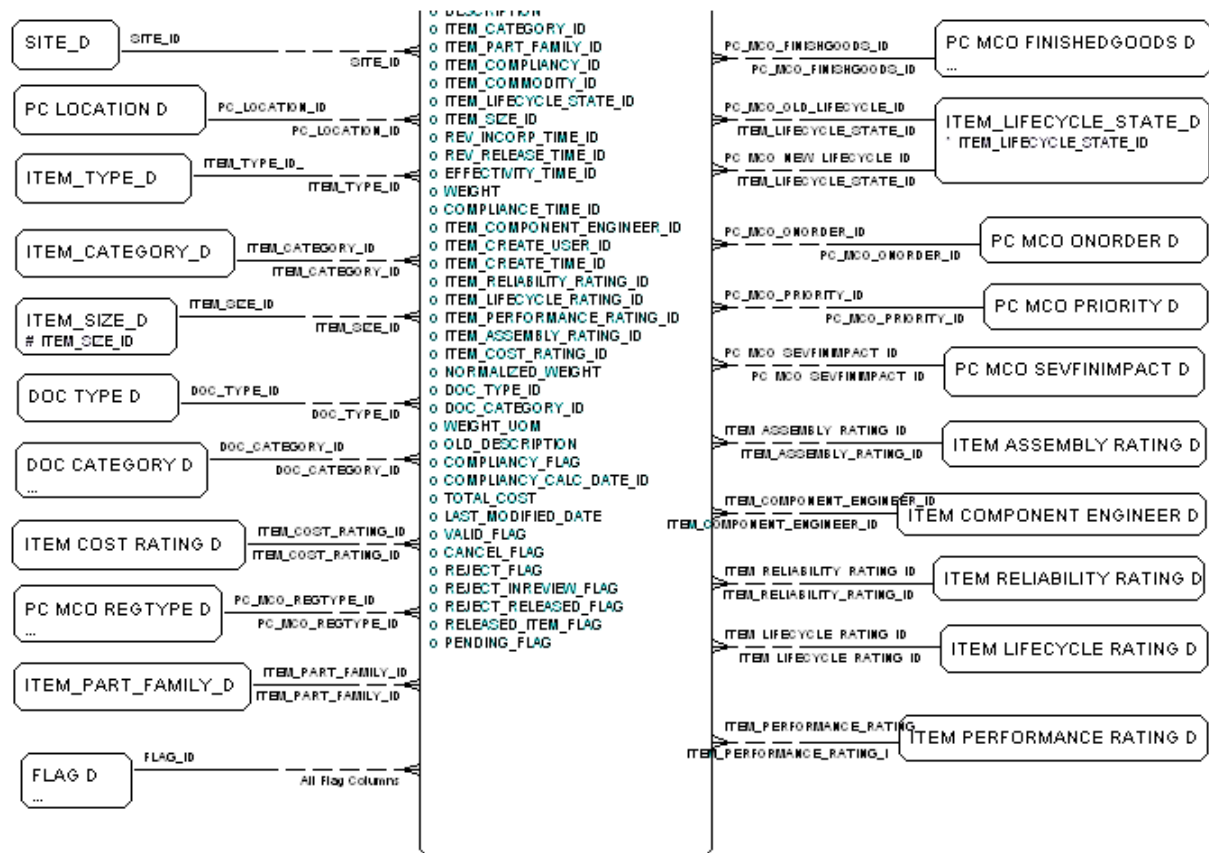 SITE_D
SITE_ID
SITE_ID
PC LOCATION D
PC_LOCATION_ID
PC_LOCATION_ID
ITEM_TYPE_D
ITEM_TYPE_ID_
ITEM_TYPE_ID
ITEM_CATEGORY_D
ITEM_CATEGORY_ID
ITEM_CATEGORY_ID
ITEM_SIZE_D
# ITEM_SIZE_ID
ITEM_SIZE_ID
ITEM_SIZE_ID
DOC TYPE D
DOC_TYPE_ID
DOC_TYPE_ID
DOC CATEGORY D
...
DOC_CATEGORY_ID
DOC_CATEGORY_ID
ITEM COST RATING D
ITEM_COST_RATING_ID
ITEM_COST_RATING_ID
PC MCO REGTYPE D
...
PC_MCO_REGTYPE_ID
PC_MCO_REGTYPE_ID
ITEM_PART_FAMILY_D
ITEM_PART_FAMILY_ID
ITEM_PART_FAMILY_ID
FLAG D
...
FLAG_ID
All Flag Columns
o DESCRIPTION
o ITEM_CATEGORY_ID
o ITEM_PART_FAMILY_ID
o ITEM_COMPLIANCY_ID
o ITEM_COMMODITY_ID
o ITEM_LIFECYCLE_STATE_ID
o ITEM_SIZE_ID
o REV_INCORP_TIME_ID
o REV_RELEASE_TIME_ID
o EFFECTIVITY_TIME_ID
o WEIGHT
o COMPLIANCE_TIME_ID
o ITEM_COMPONENT_ENGINEER_ID
o ITEM_CREATE_USER_ID
o ITEM_CREATE_TIME_ID
o ITEM_RELIABILITY_RATING_ID
o ITEM_LIFECYCLE_RATING_ID
o ITEM_PERFORMANCE_RATING_ID
o ITEM_ASSEMBLY_RATING_ID
o ITEM_COST_RATING_ID
o NORMALIZED_WEIGHT
o DOC_TYPE_ID
o DOC_CATEGORY_ID
o WEIGHT_UOM
o OLD_DESCRIPTION
o COMPLIANCY_FLAG
o COMPLIANCY_CALC_DATE_ID
o TOTAL_COST
o LAST_MODIFIED_DATE
o VALID_FLAG
o CANCEL_FLAG
o REJECT_FLAG
o REJECT_INREVIEW_FLAG
o REJECT_RELEASED_FLAG
o RELEASED_ITEM_FLAG
o PENDING_FLAG
PC_MCO_FINISHGOODS_ID
PC_MCO_FINISHGOODS_ID
PC MCO FINISHEDGOODS D
...
PC_MCO_OLD_LIFECYCLE_ID
ITEM_LIFECYCLE_STATE_ID
PC_MCO_NEW_LIFECYCLE_ID
ITEM_LIFECYCLE_STATE_ID
ITEM_LIFECYCLE_STATE_D
* ITEM_LIFECYCLE_STATE_ID
PC_MCO_ONORDER_ID
PC_MCO_ONORDER_ID
PC MCO ONORDER D
PC_MCO_PRIORITY_ID
PC_MCO_PRIORITY_ID
PC MCO PRIORITY D
PC MCO SEVFINIMPACT ID
PC MCO SEVFINIMPACT ID
PC MCO SEVFINIMPACT D
ITEM ASSEMBLY RATING ID
ITEM_ASSEMBLY_RATING_ID
ITEM ASSEMBLY RATING D
ITEM_COMPONENT_ENGINEER_ID
ITEM_COMPONENT_ENGINEER_ID
ITEM COMPONENT ENGINEER D
ITEM RELIABILITY RATING ID
ITEM_RELIABILITY_RATING_ID
ITEM RELIABILITY RATING D
ITEM LIFECYCLE RATING ID
ITEM LIFECYCLE RATING ID
ITEM LIFECYCLE RATING D
ITEM_PERFORMANCE_RATING_
ITEM_PERFORMANCE_RATING_I
ITEM PERFORMANCE RATING D